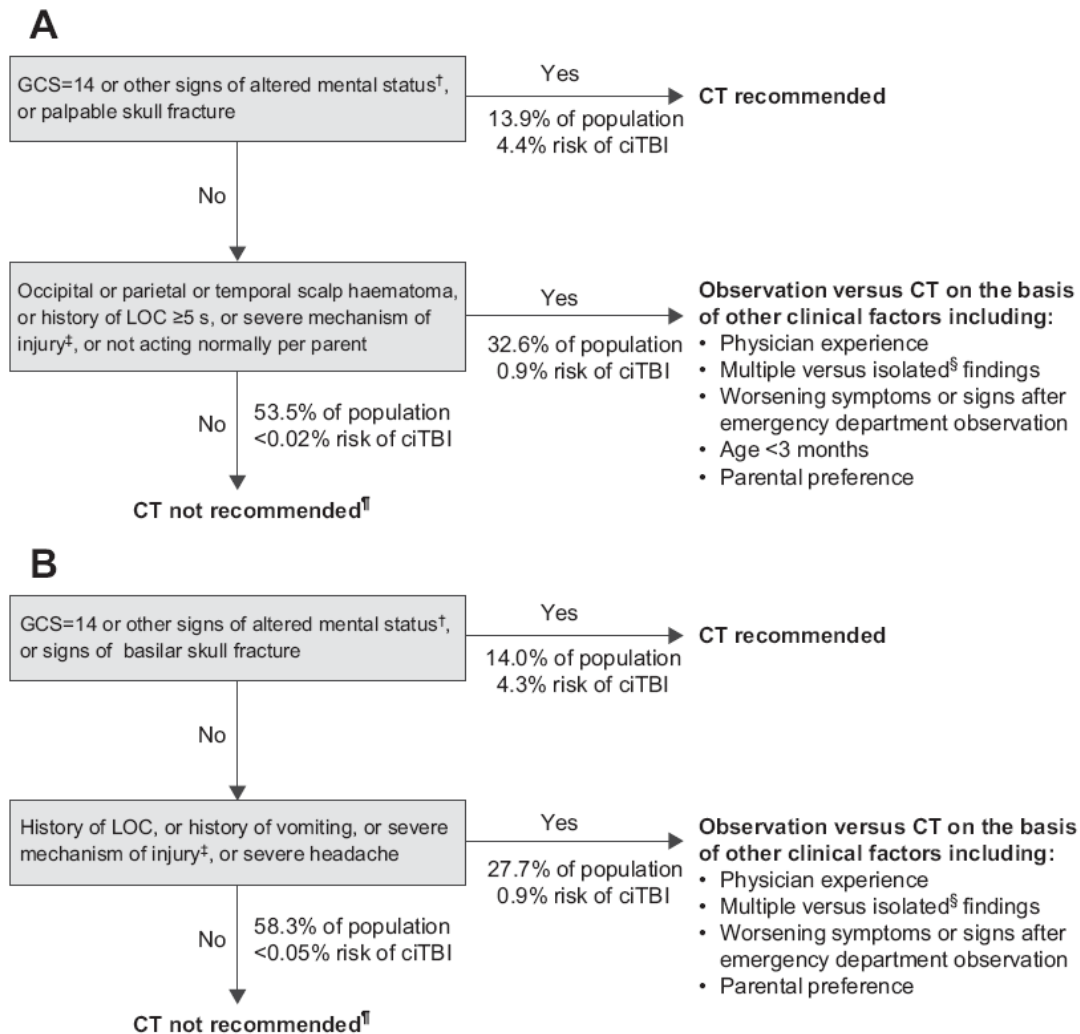 A
GCS=14 or other signs of altered mental status†,
or palpable skull fracture
Yes
13.9% of population
4.4% risk of ciTBI
CT recommended
No
Occipital or parietal or temporal scalp haematoma,
or history of LOC ≥5 s, or severe mechanism of
injury‡, or not acting normally per parent
Yes
32.6% of population
0.9% risk of ciTBI
Observation versus CT on the basis
of other clinical factors including:
• Physician experience
• Multiple versus isolated§ findings
• Worsening symptoms or signs after
emergency department observation
• Age <3 months
• Parental preference
No
53.5% of population
<0.02% risk of ciTBI
CT not recommended¶
B
GCS=14 or other signs of altered mental status†,
or signs of basilar skull fracture
Yes
14.0% of population
4.3% risk of ciTBI
CT recommended
No
History of LOC, or history of vomiting, or severe
mechanism of injury‡, or severe headache
Yes
27.7% of population
0.9% risk of ciTBI
Observation versus CT on the basis
of other clinical factors including:
• Physician experience
• Multiple versus isolated§ findings
• Worsening symptoms or signs after
emergency department observation
• Parental preference
No
58.3% of population
<0.05% risk of ciTBI
CT not recommended¶